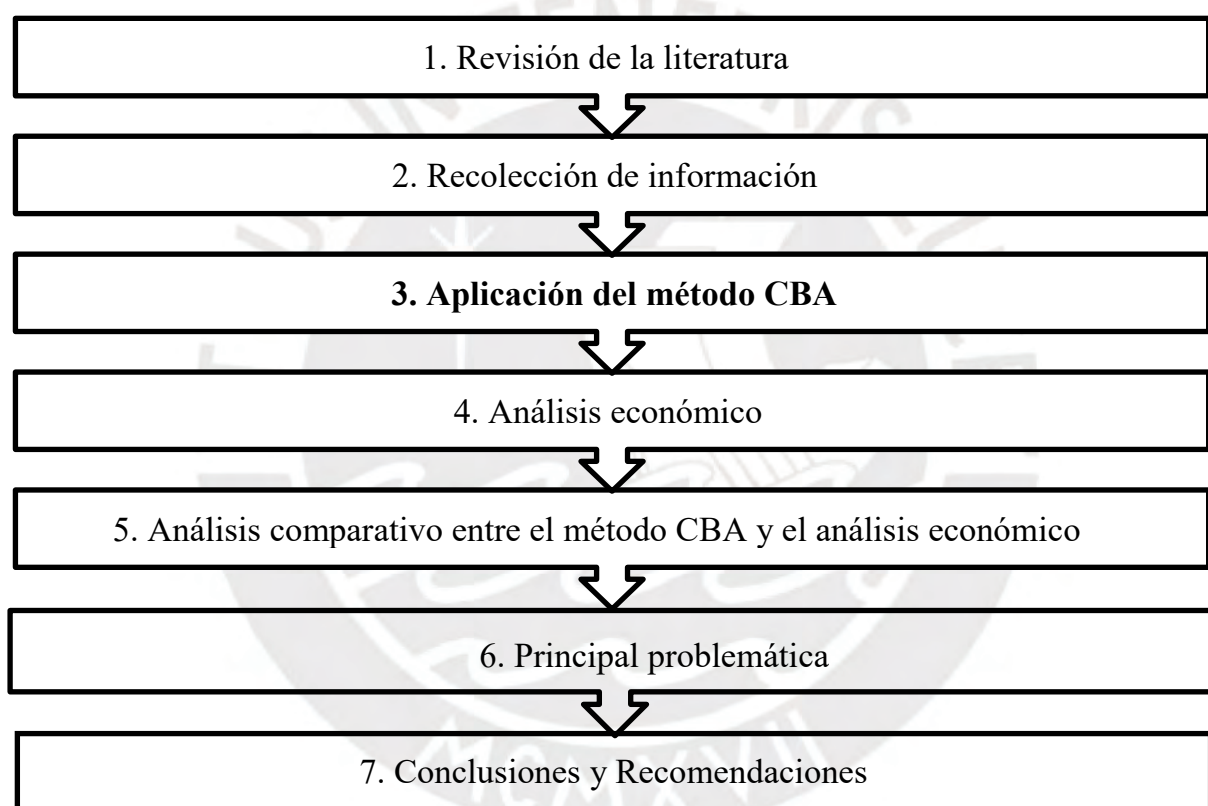 1. Revisión de la literatura
2. Recolección de información
3. Aplicación del método CBA
4. Análisis económico
5. Análisis comparativo entre el método CBA y el análisis económico
6. Principal problemática
7. Conclusiones y Recomendaciones
MCMXVII